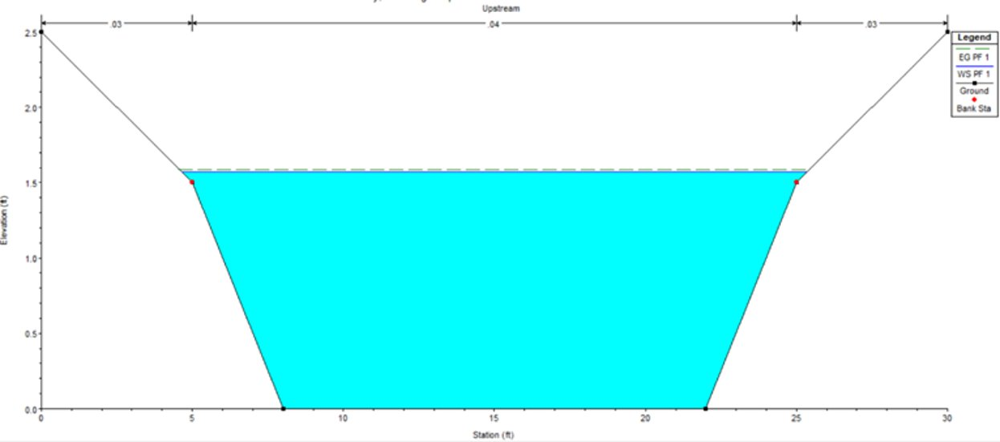 Upstream
.03 .04 .03
Legend
EG PF 1
WS PF 1
Ground
Bank Sta
2.5
2.0
1.5
1.0
0.5
0.0
Elevation (ft)
0 5 10 15 20 25 30
Station (ft)